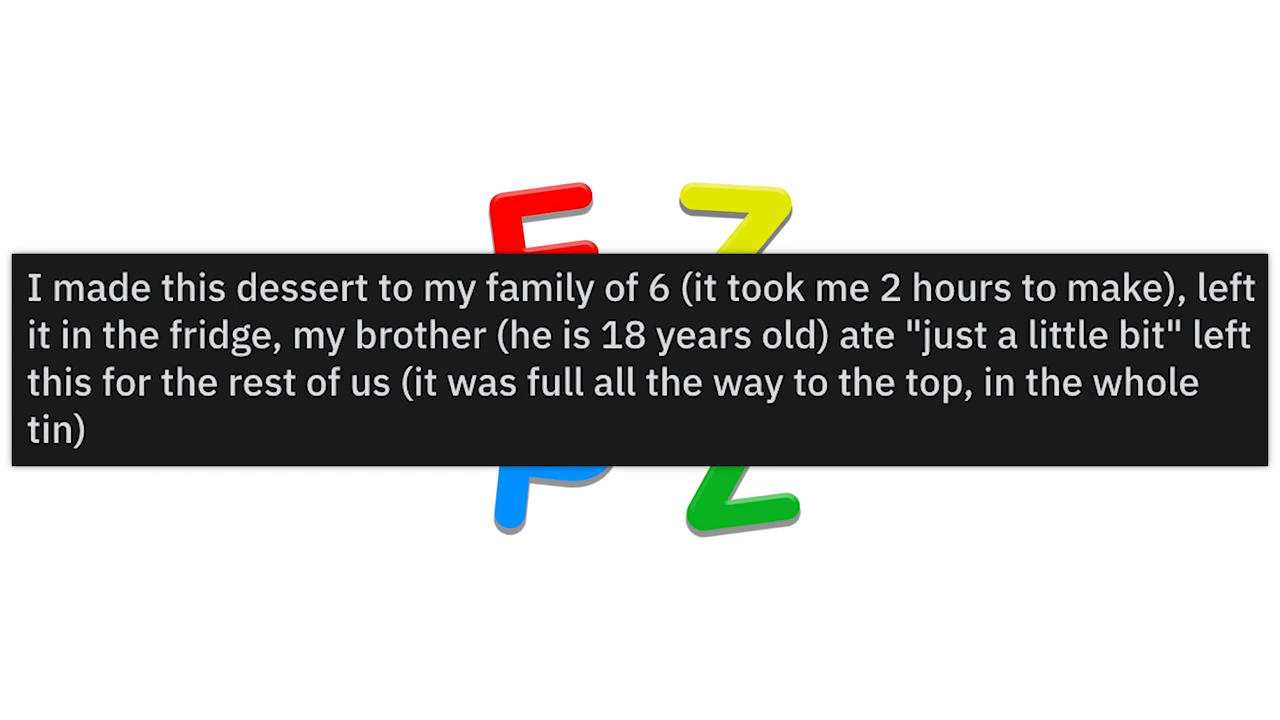 I made this dessert to my family of 6 (it took me 2 hours to make), left
it in the fridge, my brother (he is 18 years old) ate "just a little bit" left
this for the rest of us (it was full all the way to the top, in the whole
tin)